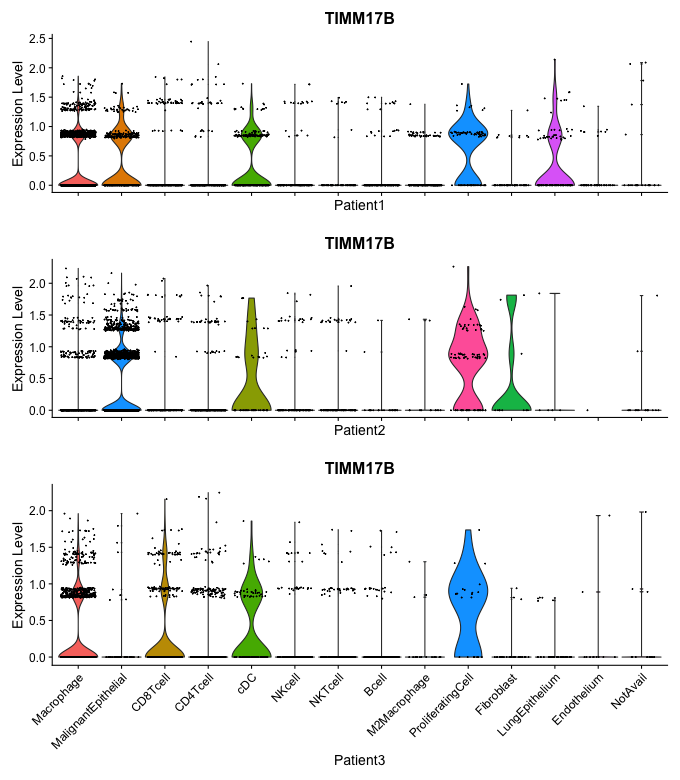 TIMM17B
Expression Level
2.5
2.0
1.5
1.0
0.5
0.0
Patient1
TIMM17B
Expression Level
2.0
1.5
1.0
0.5
0.0
Patient2
TIMM17B
Expression Level
2.0
1.5
1.0
0.5
0.0
Macrophage
MalignantEpithelial
CD8Tcell
CD4Tcell
cDC
NKcell
NKTcell
Bcell
M2Macrophage
ProliferatingCell
Fibroblast
LungEpithelium
Endothelium
NotAvail
Patient3